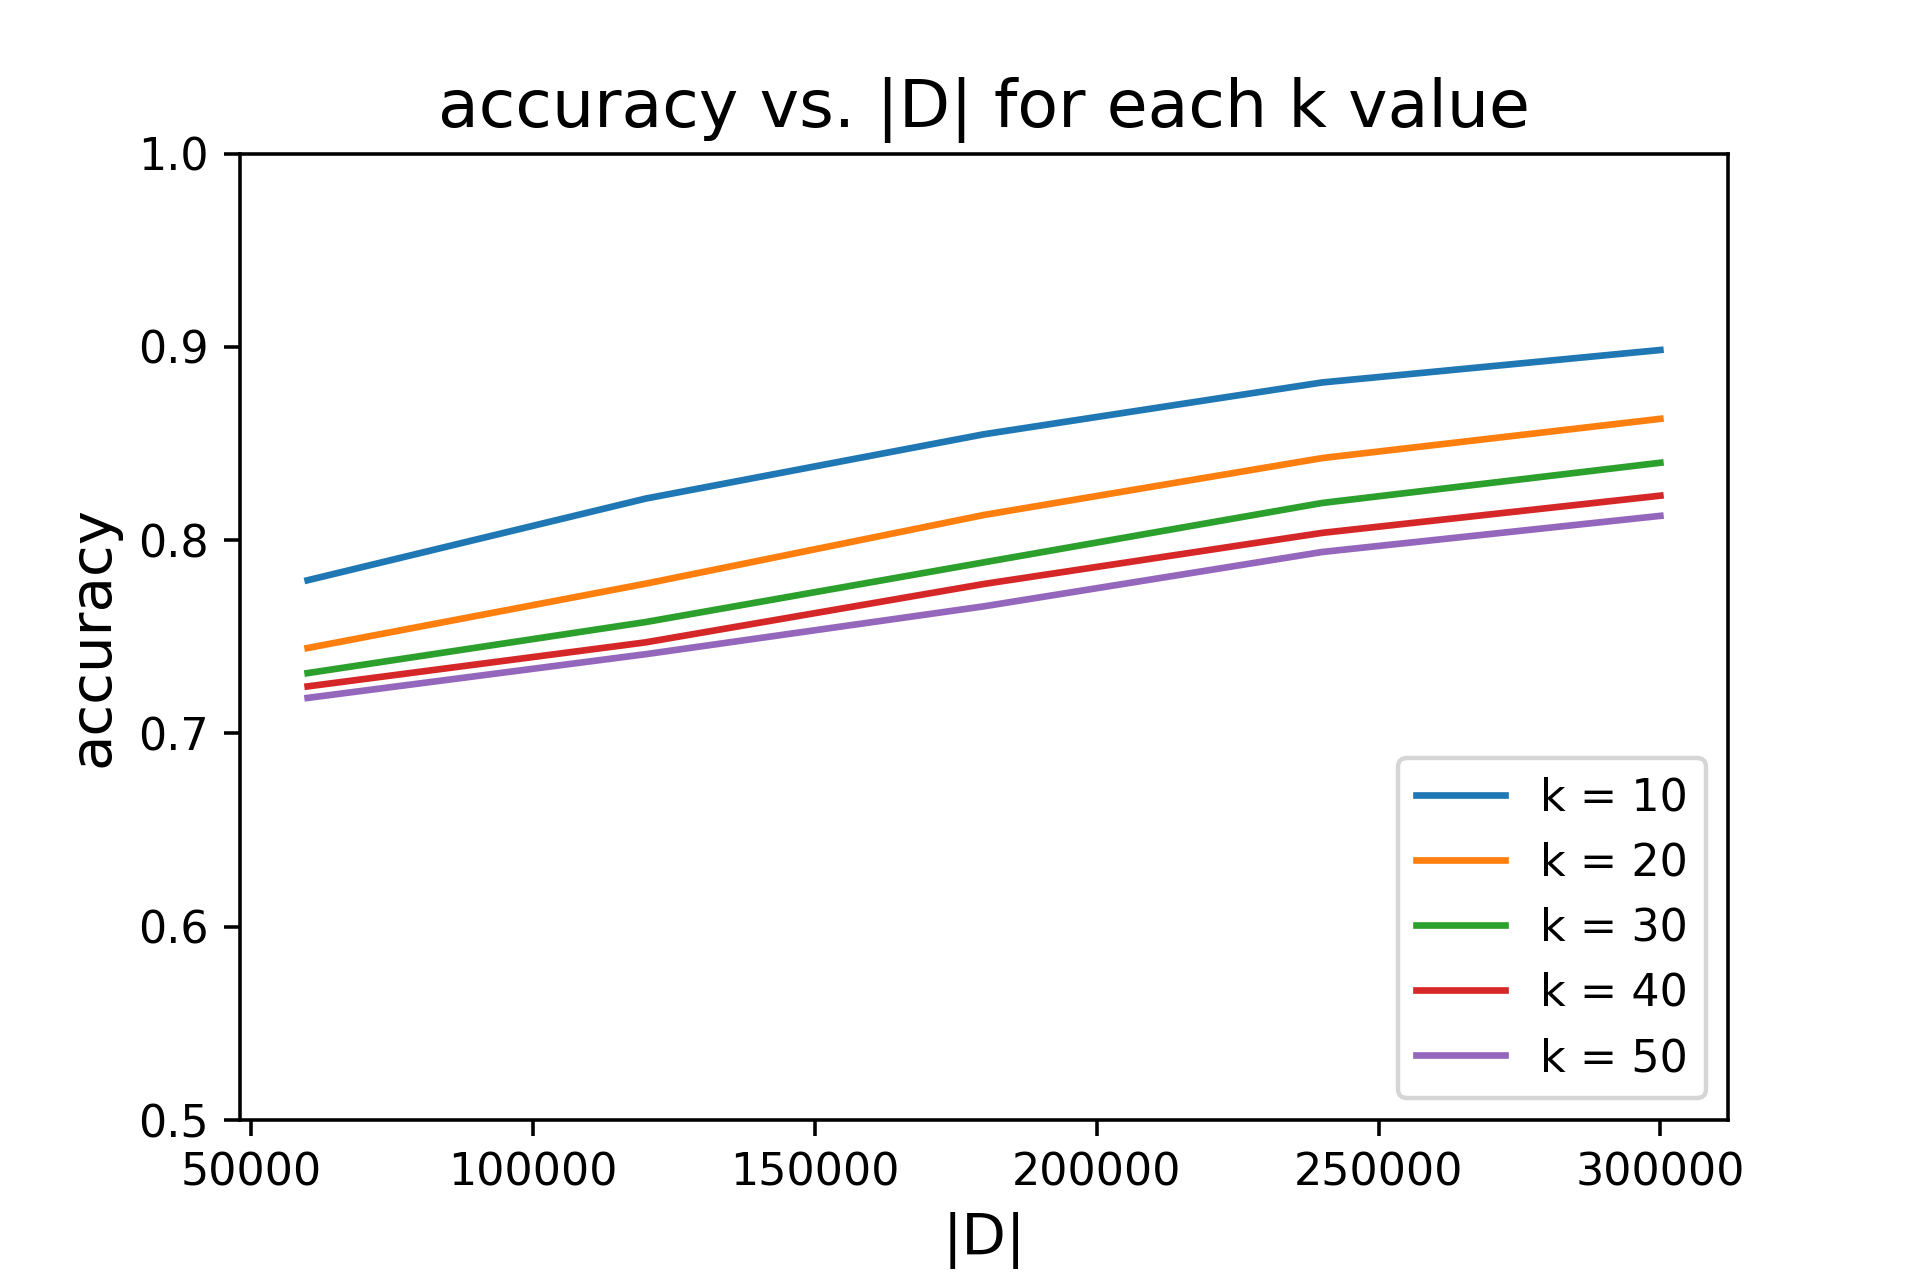 accuracy vs. |D| for each k value
1.0
0.9
0.8
0.7
0.6
0.5
accuracy
50000 100000 150000 200000 250000 300000
|D|
k = 10
k = 20
k = 30
k = 40
k = 50